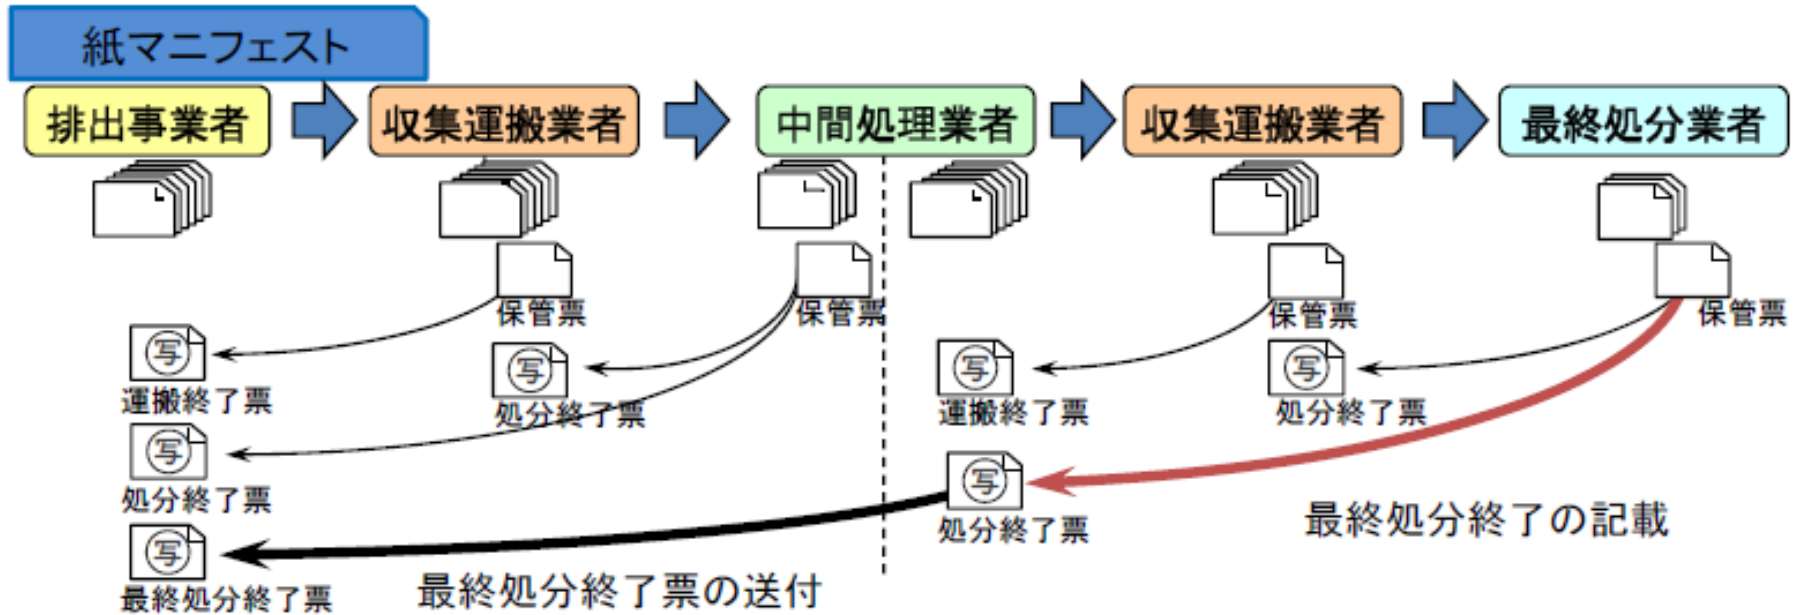 紙マニフェスト
排出事業者
収集運搬業者
中間処理業者
収集運搬業者
最終処分業者
保管票
保管票
保管票
保管票
写
運搬終了票
写
処分終了票
写
運搬終了票
写
処分終了票
写
処分終了票
写
処分終了票
最終処分終了の記載
写
最終処分終了票
最終処分終了票の送付